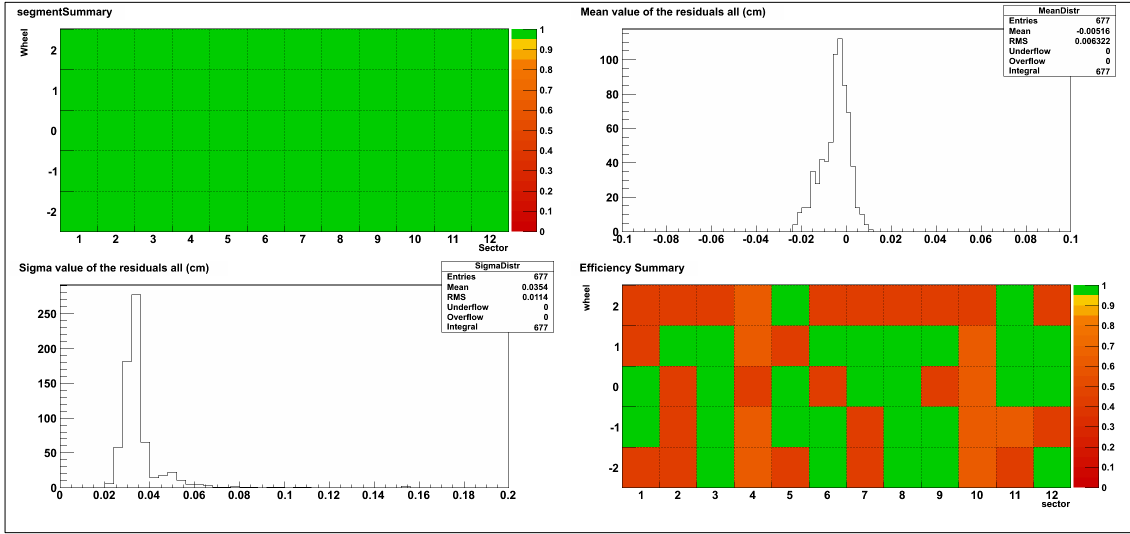 segmentSummary
Wheel
2
1
0
-1
-2
1 2 3 4 5 6 7 8 9 10 11 12
Sector
1
0.9
0.8
0.7
0.6
0.5
0.4
0.3
0.2
0.1
0
Mean value of the residuals all (cm)
MeanDistr
Entries 677
Mean -0.00516
RMS 0.006322
Underflow 0
Overflow 0
Integral 677
100
80
60
40
20
0
-0.1 -0.08 -0.06 -0.04 -0.02 0 0.02 0.04 0.06 0.08 0.1
Sigma value of the residuals all (cm)
SigmaDistr
Entries 677
Mean 0.0354
RMS 0.0114
Underflow 0
Overflow 0
Integral 677
250
200
150
100
50
0
0 0.02 0.04 0.06 0.08 0.1 0.12 0.14 0.16 0.18 0.2
Efficiency Summary
wheel
2
1
0
-1
-2
1 2 3 4 5 6 7 8 9 10 11 12
sector
1
0.9
0.8
0.7
0.6
0.5
0.4
0.3
0.2
0.1
0